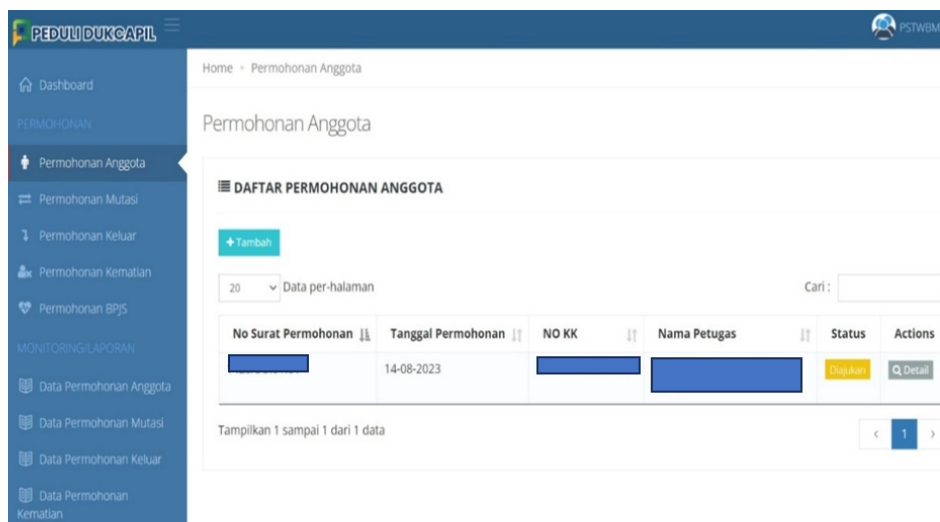 PEDULI DUKCAPIL
PSTWBM
Dashboard
PERMOHONAN
Permohonan Anggota
Permohonan Mutasi
Permohonan Keluar
Permohonan Kematian
Permohonan BPJS
MONITORING/LAPORAN
Data Permohonan Anggota
Data Permohonan Mutasi
Data Permohonan Keluar
Data Permohonan
Kematian
Home Permohonan Anggota
Permohonan Anggota
DAFTAR PERMOHONAN ANGGOTA
+ Tambah
20 Data per-halaman
Cari :
No Surat Permohonan Tanggal Permohonan NO KK Nama Petugas Status Actions
14-08-2023 Diajukan Detail
Tampilkan 1 sampai 1 dari 1 data
< 1 >